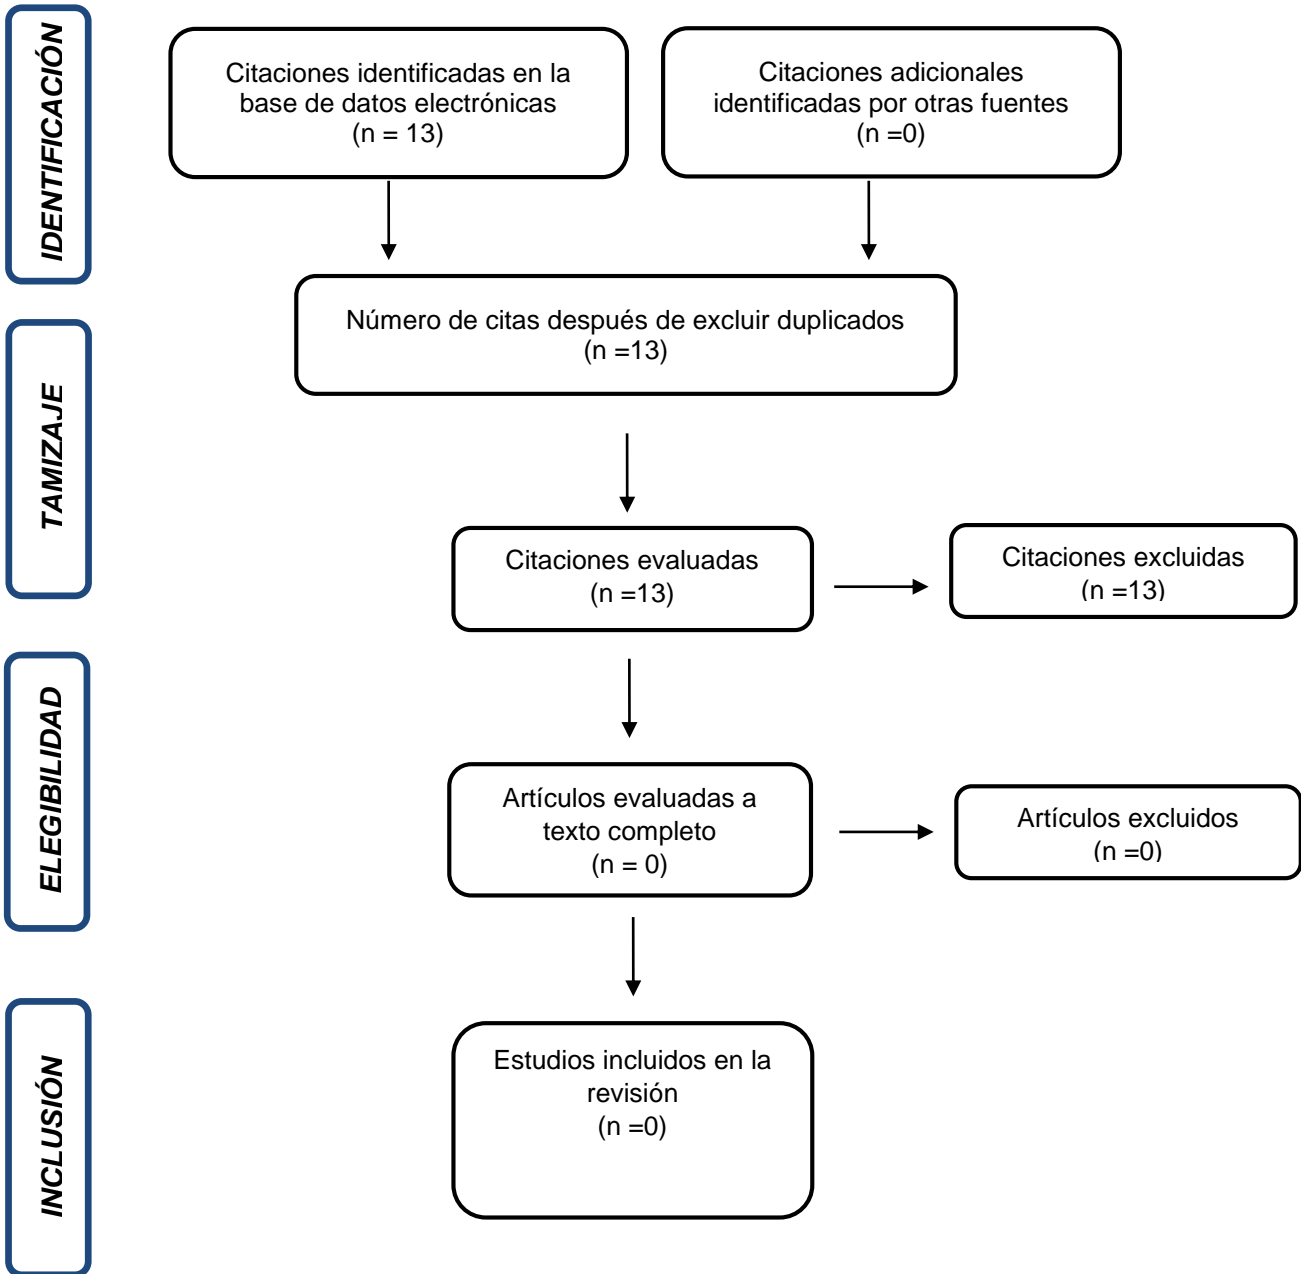 IDENTIFICACIÓN
Citaciones identificadas en la
base de datos electrónicas
(n = 13)
Citaciones adicionales
identificadas por otras fuentes
(n =0)
Número de citas después de excluir duplicados
(n =13)
TAMIZAJE
Citaciones evaluadas
(n =13)
Citaciones excluidas
(n =13)
ELEGIBILIDAD
Artículos evaluadas a
texto completo
(n = 0)
Artículos excluidos
(n =0)
INCLUSIÓN
Estudios incluidos en la
revisión
(n =0)